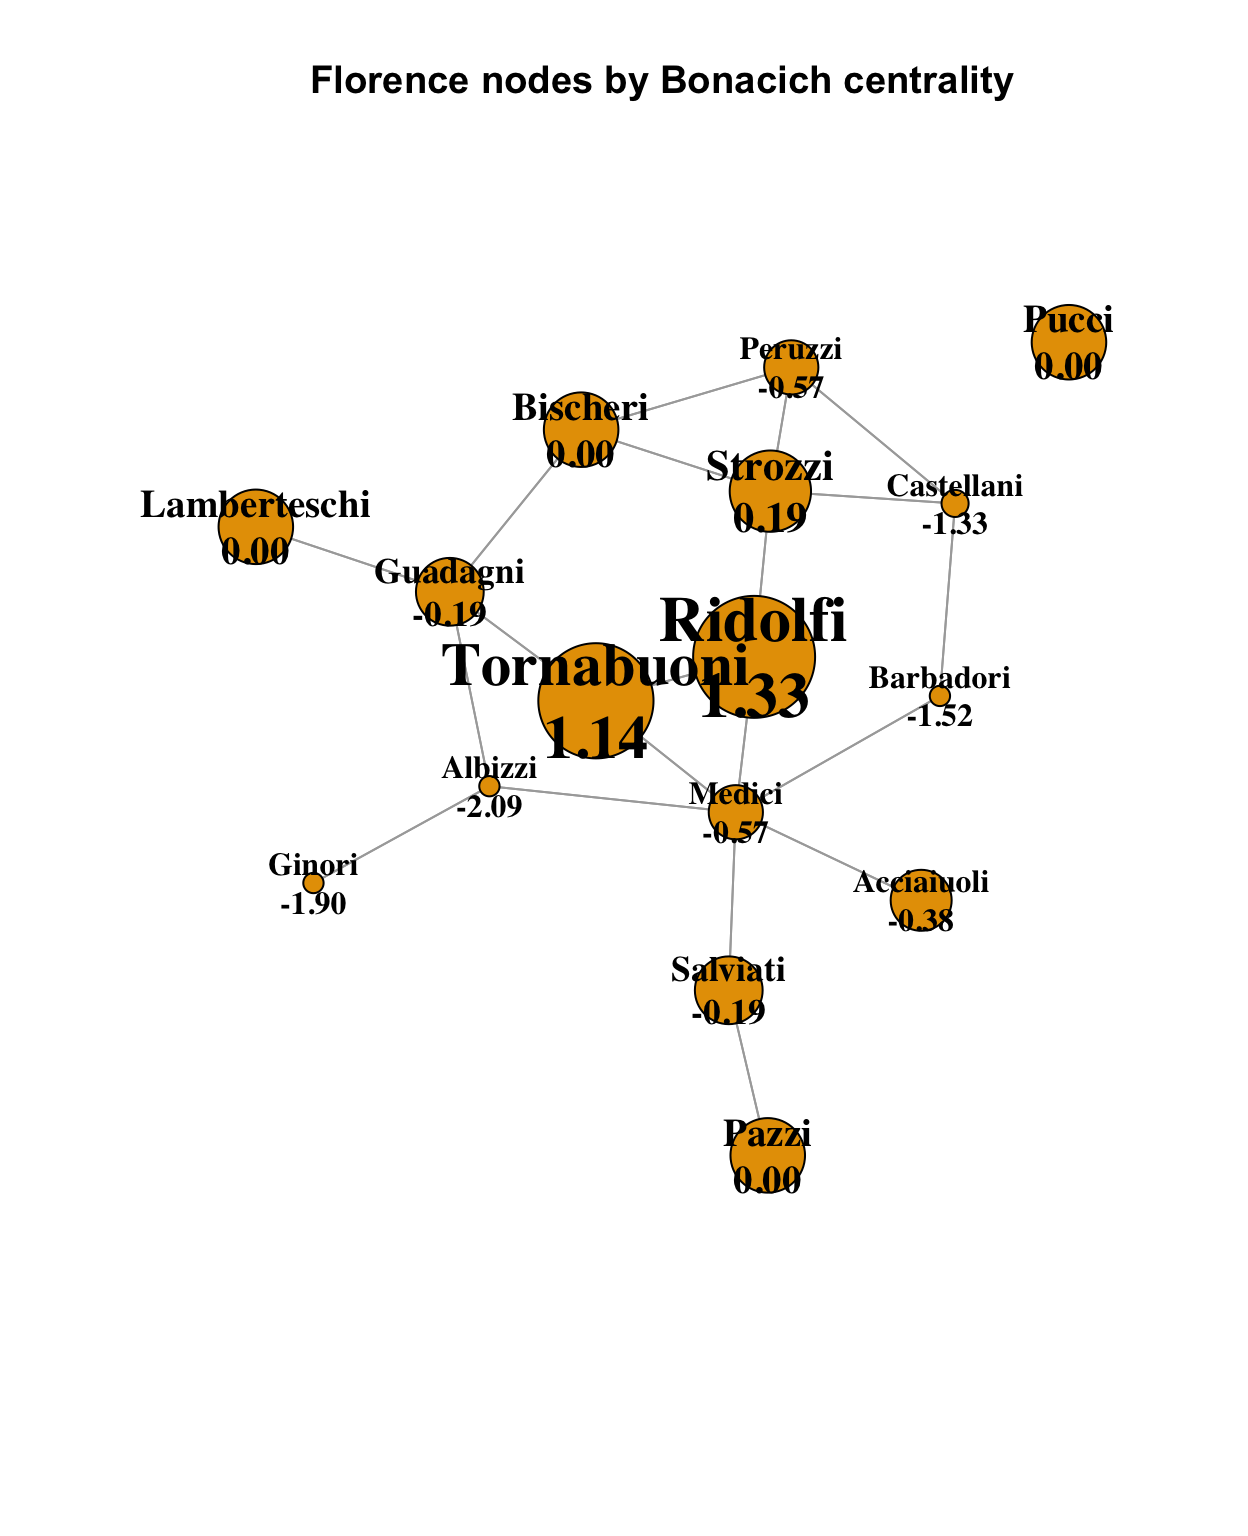 Florence nodes by Bonacich centrality
Pucci
0.00
Peruzzi
-0.57
Bischeri
0.00
Strozzi
0.19
Castellani
-1.33
Lamberteschi
0.00
Guadagni
-0.19
Ridolfi
1.33
Tornabuoni
1.14
Barbadori
-1.52
Albizzi
-2.09
Medici
-0.57
Ginori
-1.90
Acciaiuoli
-0.38
Salviati
-0.19
Pazzi
0.00